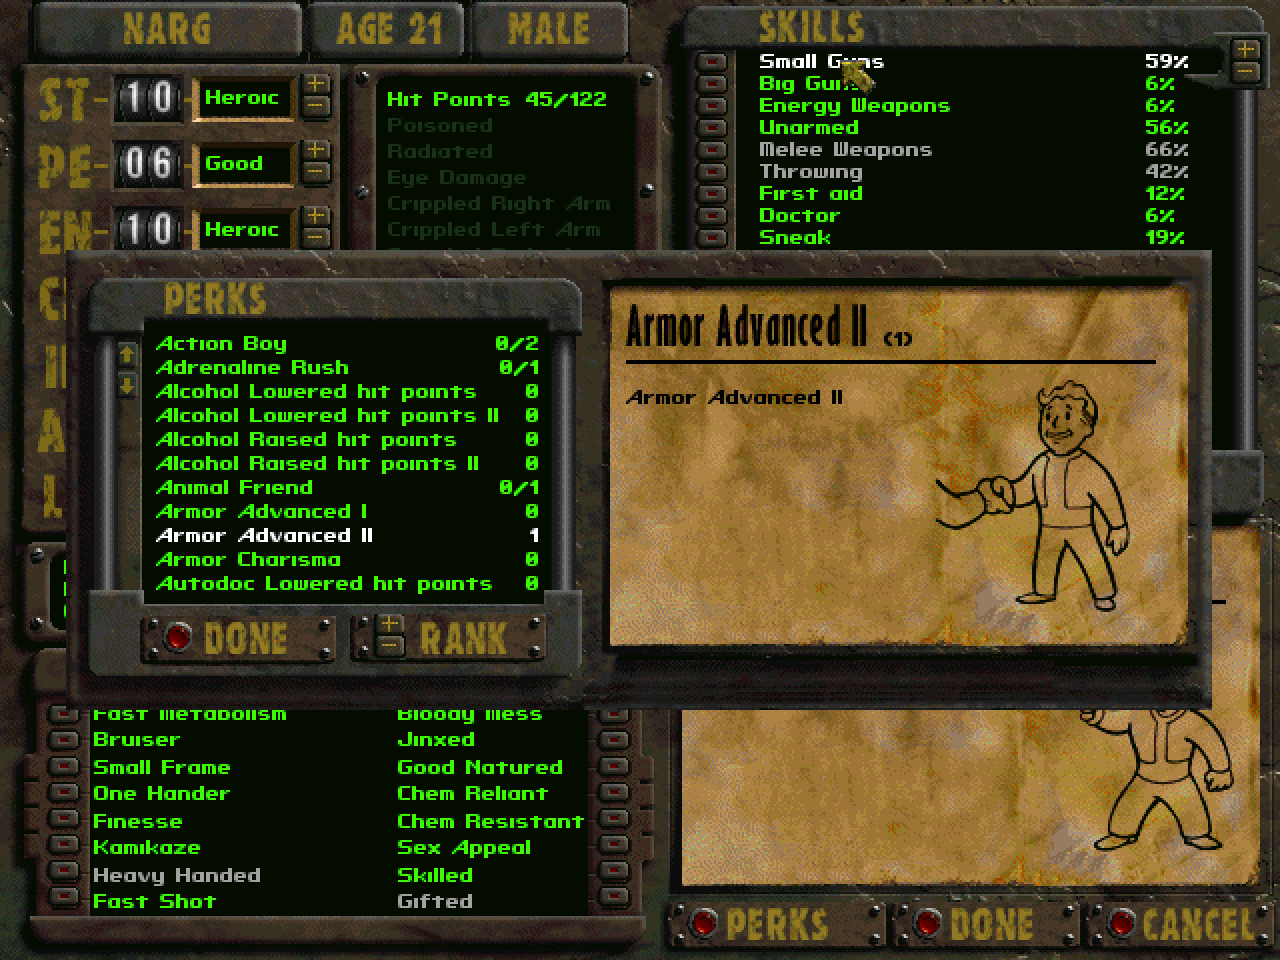 NARG AGE 21 MALE
SKILLS
ST 10 Heroic
PE 06 Good
EN 10 Heroic
Hit Points 45/122
Poisoned
Radiated
Eye Damage
Crippled Right Arm
Crippled Left Arm
Small Guns 59%
Big Guns 6%
Energy Weapons 6%
Unarmed 56%
Melee Weapons 66%
Throwing 42%
First aid 12%
Doctor 6%
Sneak 19%
PERKS
Action Boy 0/2
Adrenaline Rush 0/1
Alcohol Lowered hit points 0
Alcohol Lowered hit points II 0
Alcohol Raised hit points 0
Alcohol Raised hit points II 0
Animal Friend 0/1
Armor Advanced I 0
Armor Advanced II 1
Armor Charisma 0
Autodoc Lowered hit points 0
DONE RANK
Armor Advanced II (1)
Armor Advanced II
Fast Metabolism Bloody Mess
Bruiser Jinxed
Small Frame Good Natured
One Hander Chem Reliant
Finesse Chem Resistant
Kamikaze Sex Appeal
Heavy Handed Skilled
Fast Shot Gifted
PERKS DONE CANCEL